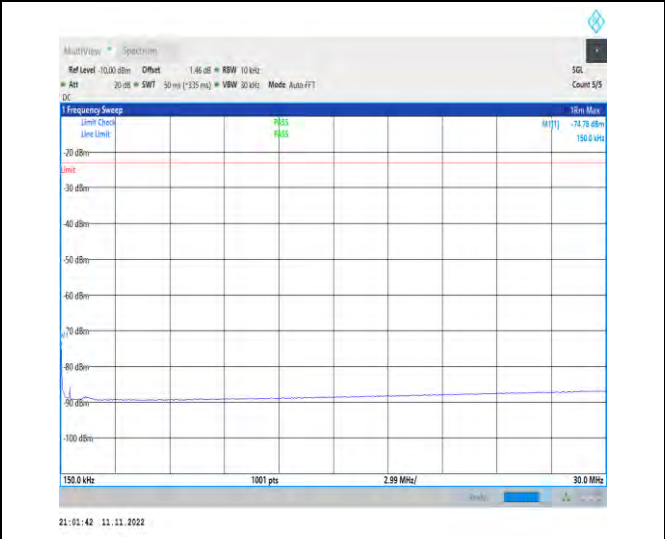 MultiView Spectrum
Ref Level -10.00 dBm Offset 1.46 dB RBW 10 kHz SGL
Att 20 dB SWT 50 ms (~335 ms) VBW 30 kHz Mode Auto FFT Count 5/5
DC
1 Frequency Sweep 1Rm Max
Limit Check PASS M1[1] -74.78 dBm
Line Limit PASS 150.0 kHz
-20 dBm
Limit
-30 dBm
-40 dBm
-50 dBm
-60 dBm
M1
-70 dBm
-80 dBm
-90 dBm
-100 dBm
150.0 kHz 1001 pts 2.99 MHz/ 30.0 MHz
Ready
21:01:42 11.11.2022